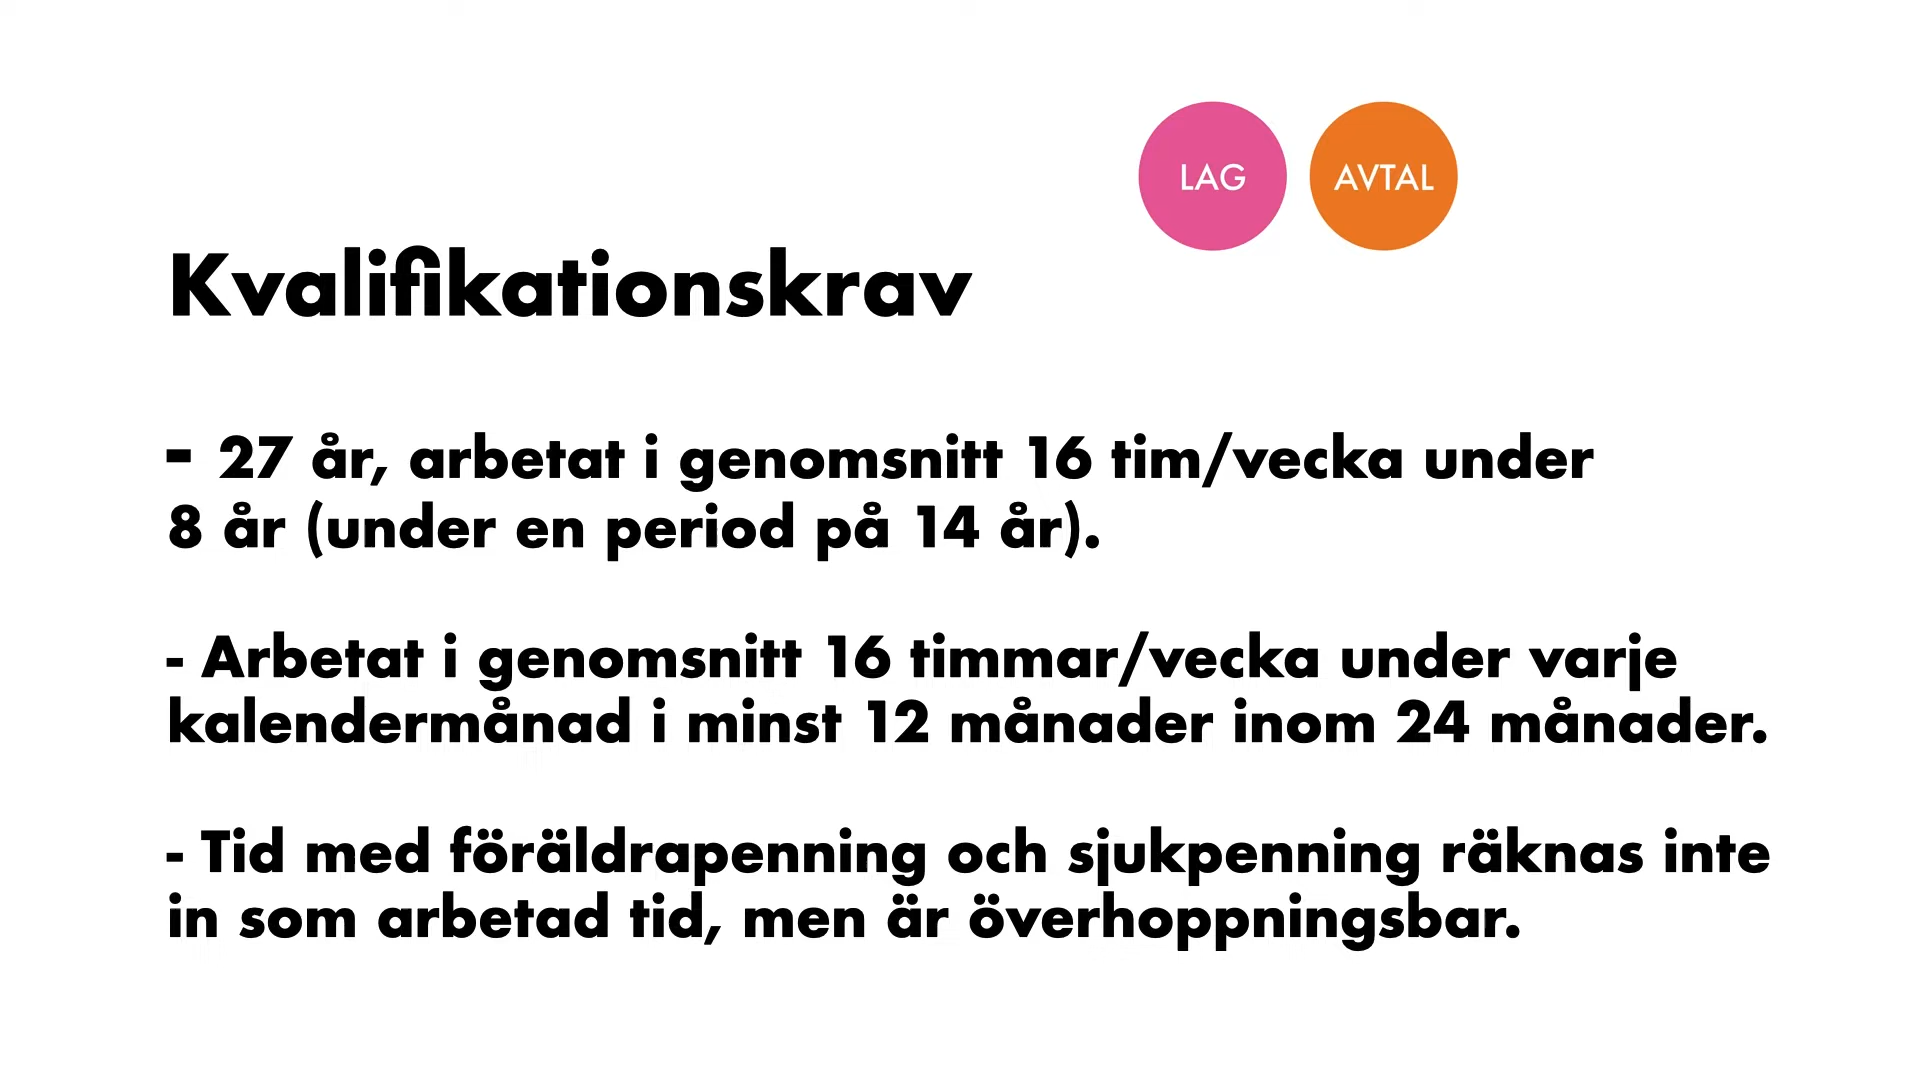 LAG AVTAL
Kvalifikationskrav
- 27 år, arbetat i genomsnitt 16 tim/vecka under
8 år (under en period på 14 år).
- Arbetat i genomsnitt 16 timmar/vecka under varje
kalendermånad i minst 12 månader inom 24 månader.
- Tid med föräldrapenning och sjukpenning räknas inte
in som arbetad tid, men är överhoppningsbar.